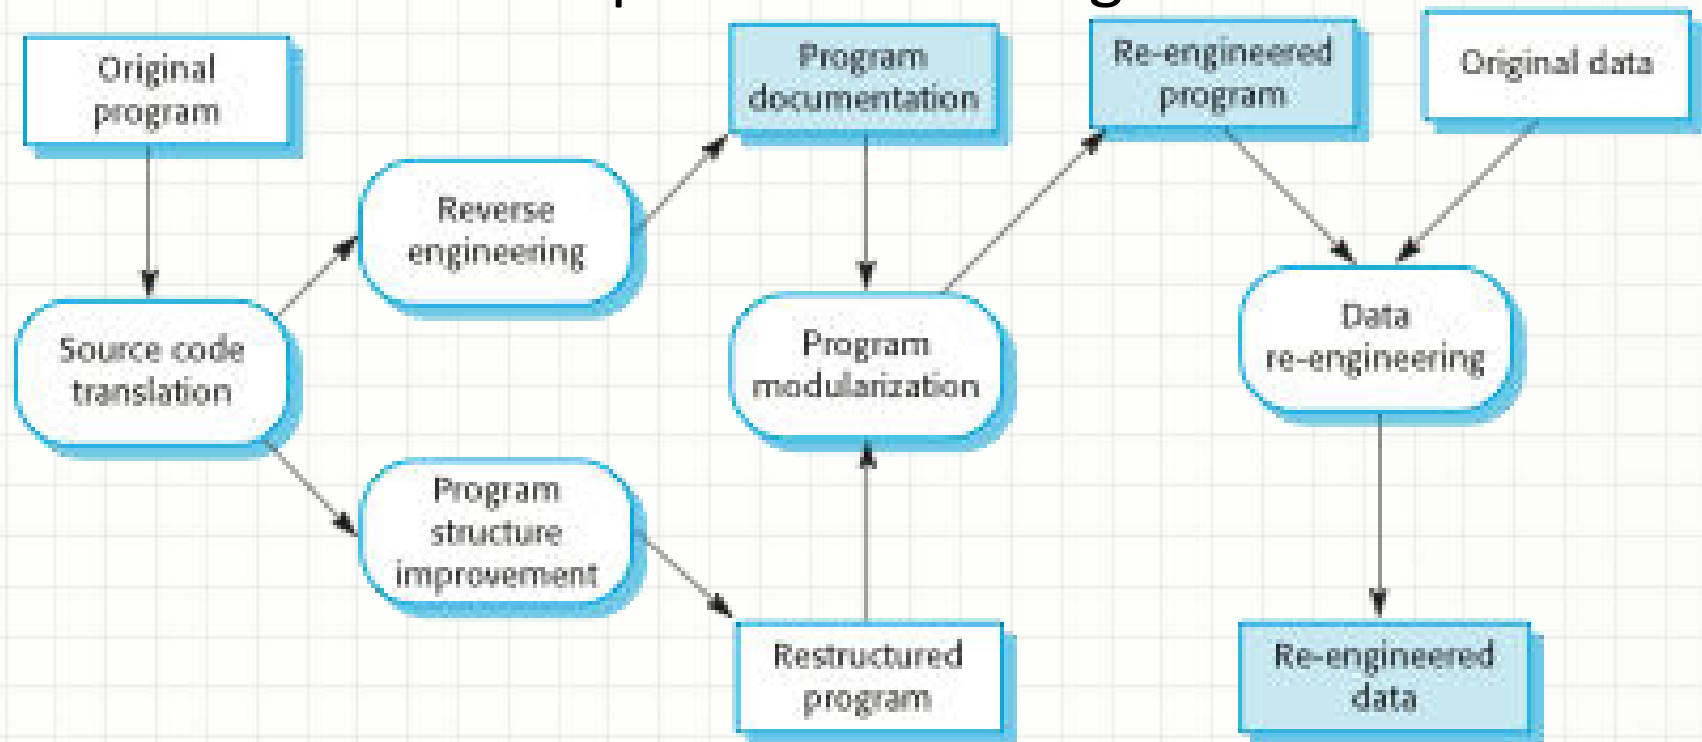 Original
program
Program
documentation
Re-engineered
program
Original data
Reverse
engineering
Source code
translation
Program
modularization
Data
re-engineering
Program
structure
improvement
Restructured
program
Re-engineered
data